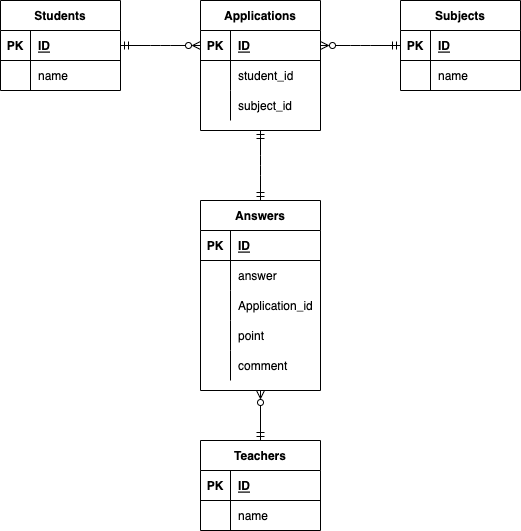 Students
PK ID
name
Applications
PK ID
student_id
subject_id
Subjects
PK ID
name
Answers
PK ID
answer
Application_id
point
comment
Teachers
PK ID
name